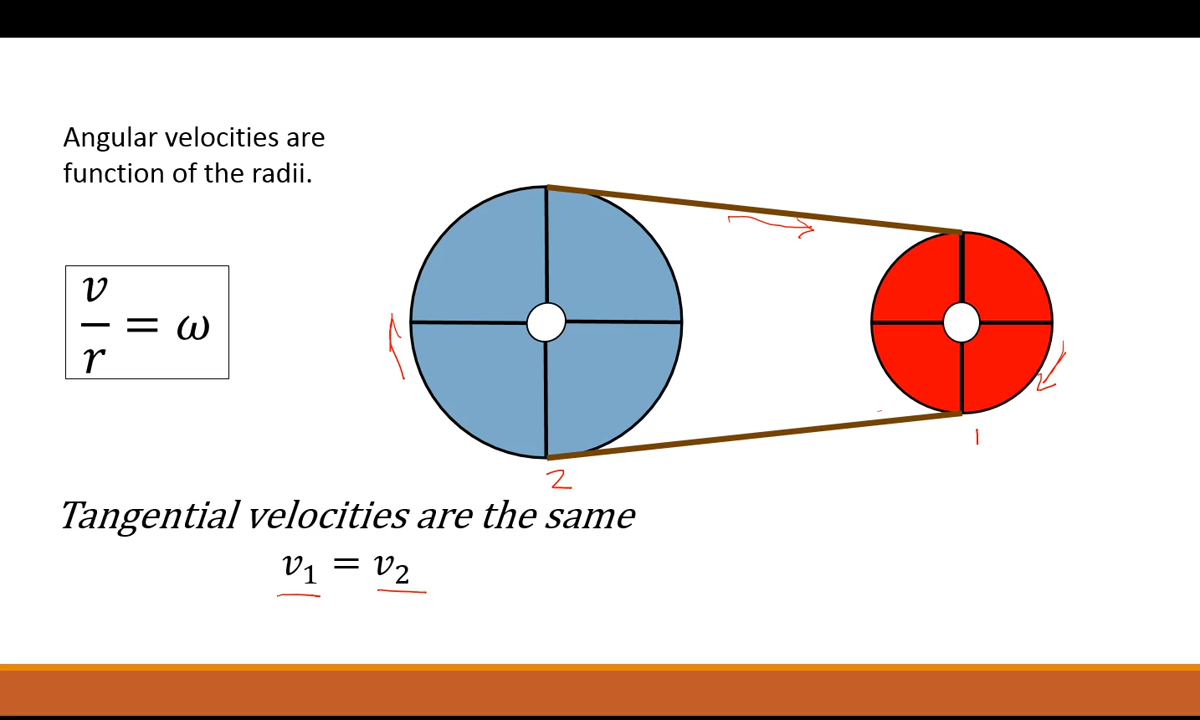 Angular velocities are
function of the radii.
v/r = ω
2
1
Tangential velocities are the same
v₁ = v₂